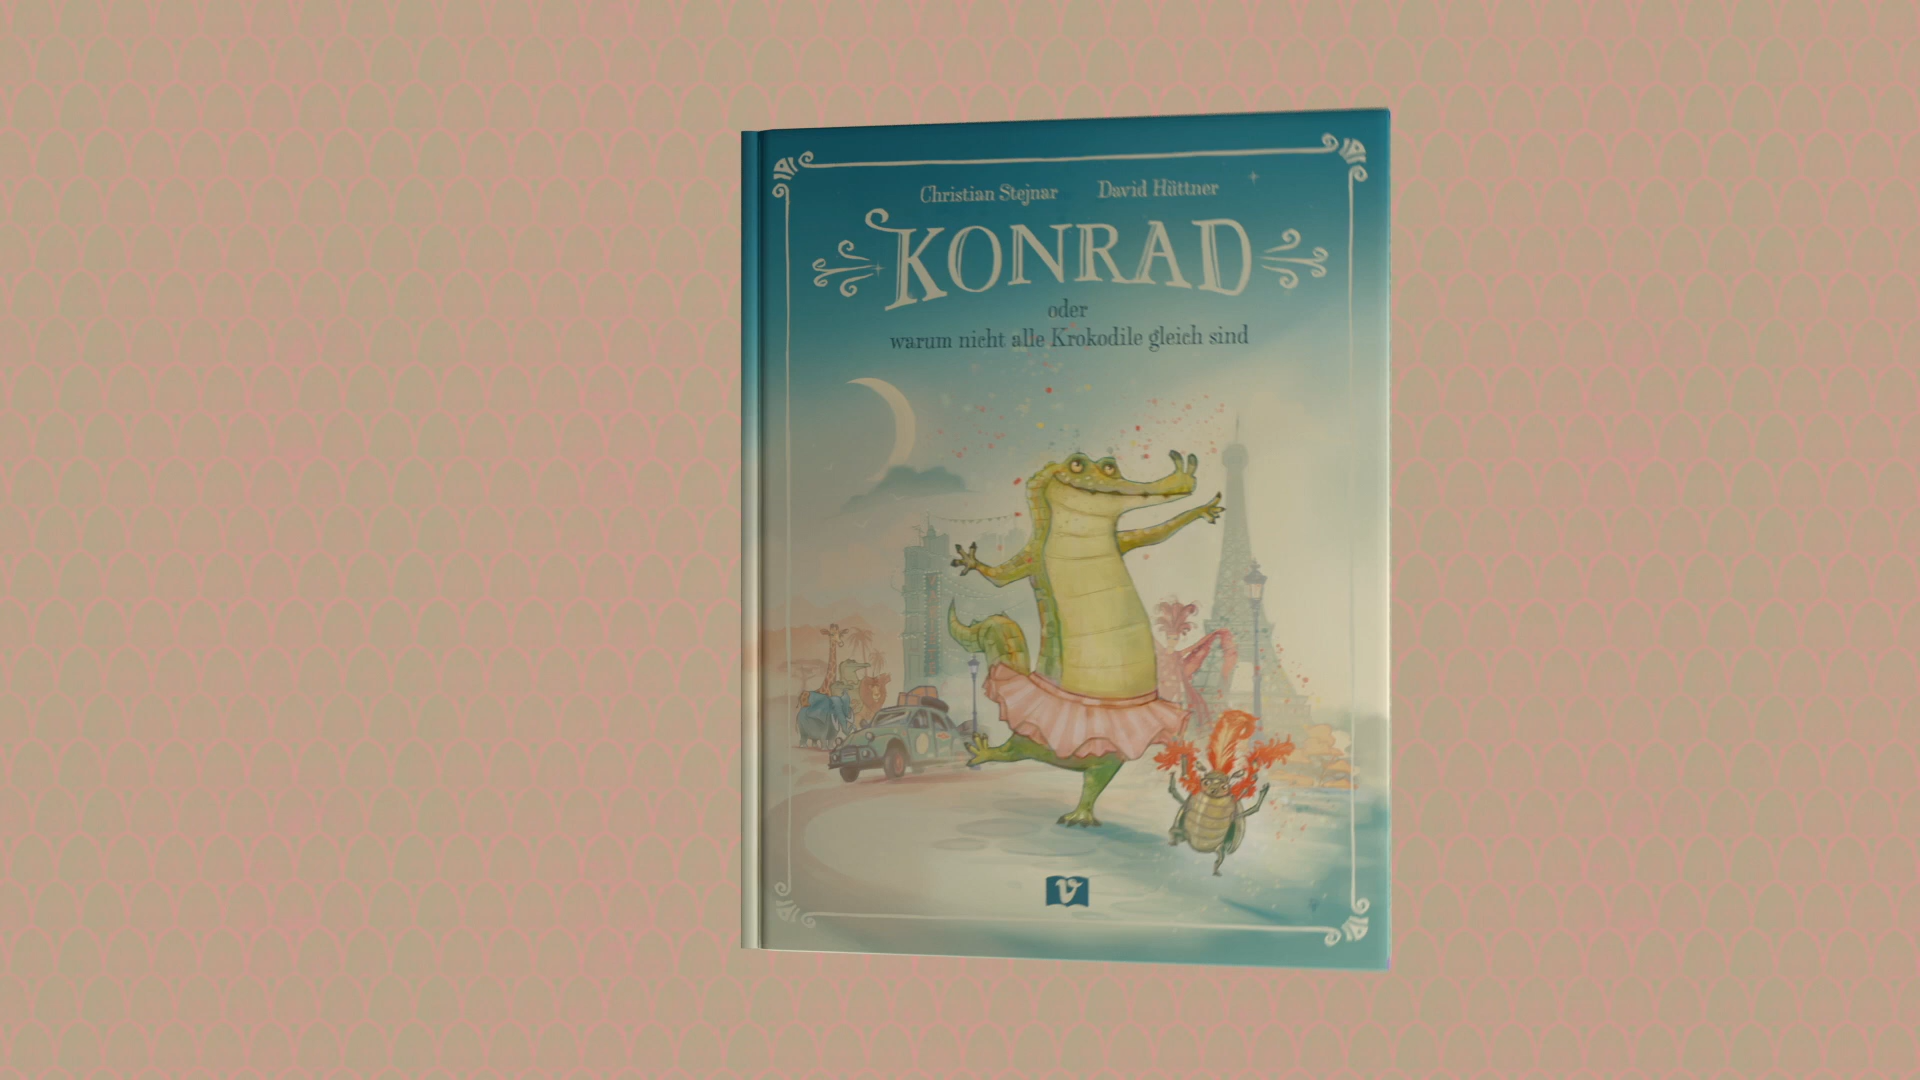 Christian Stejnar David Hüttner
KONRAD
oder
warum nicht alle Krokodile gleich sind
v